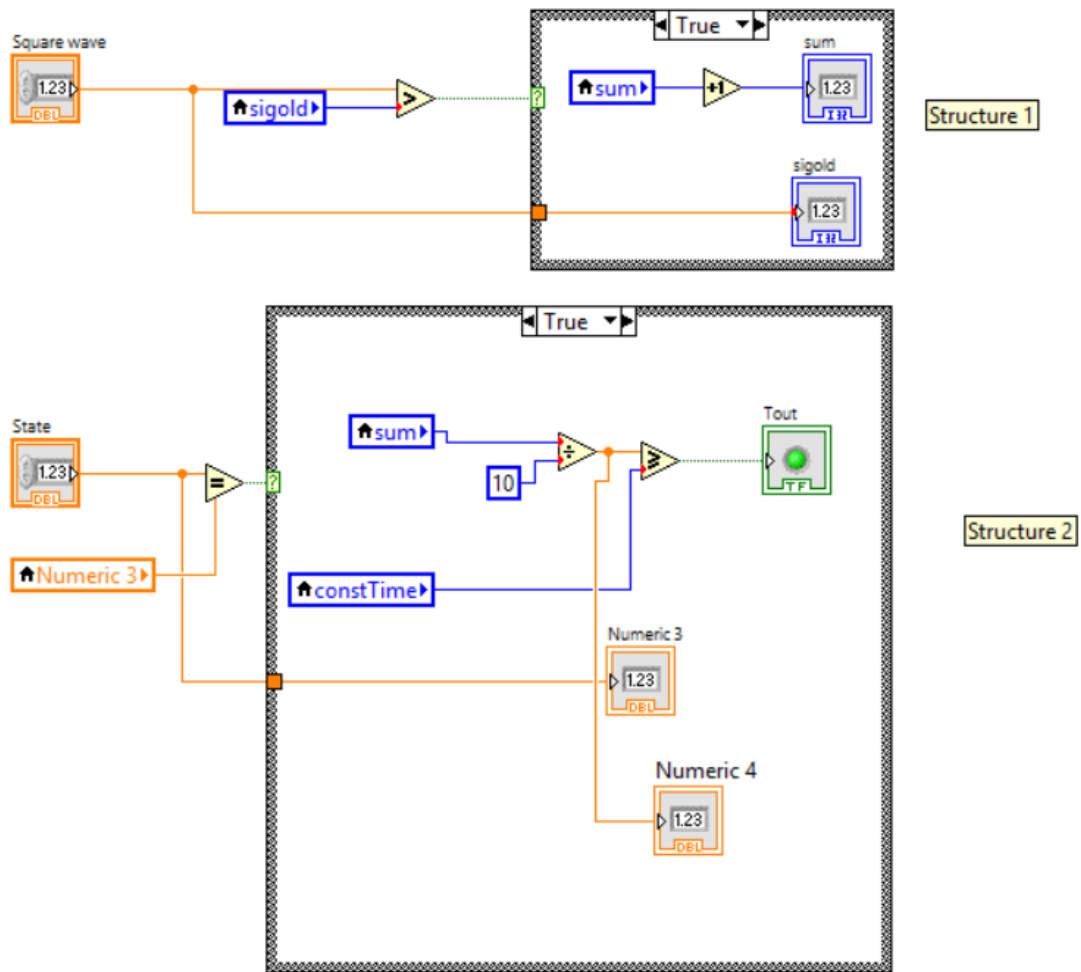 True
Square wave
sum
1.23
DBL
sigold
>
?
sum
+1
1.23
I32
Structure 1
sigold
1.23
I32
True
State
1.23
DBL
=
?
sum
÷
10
≥
Tout
TF
Structure 2
Numeric 3
constTime
Numeric 3
1.23
DBL
Numeric 4
1.23
DBL